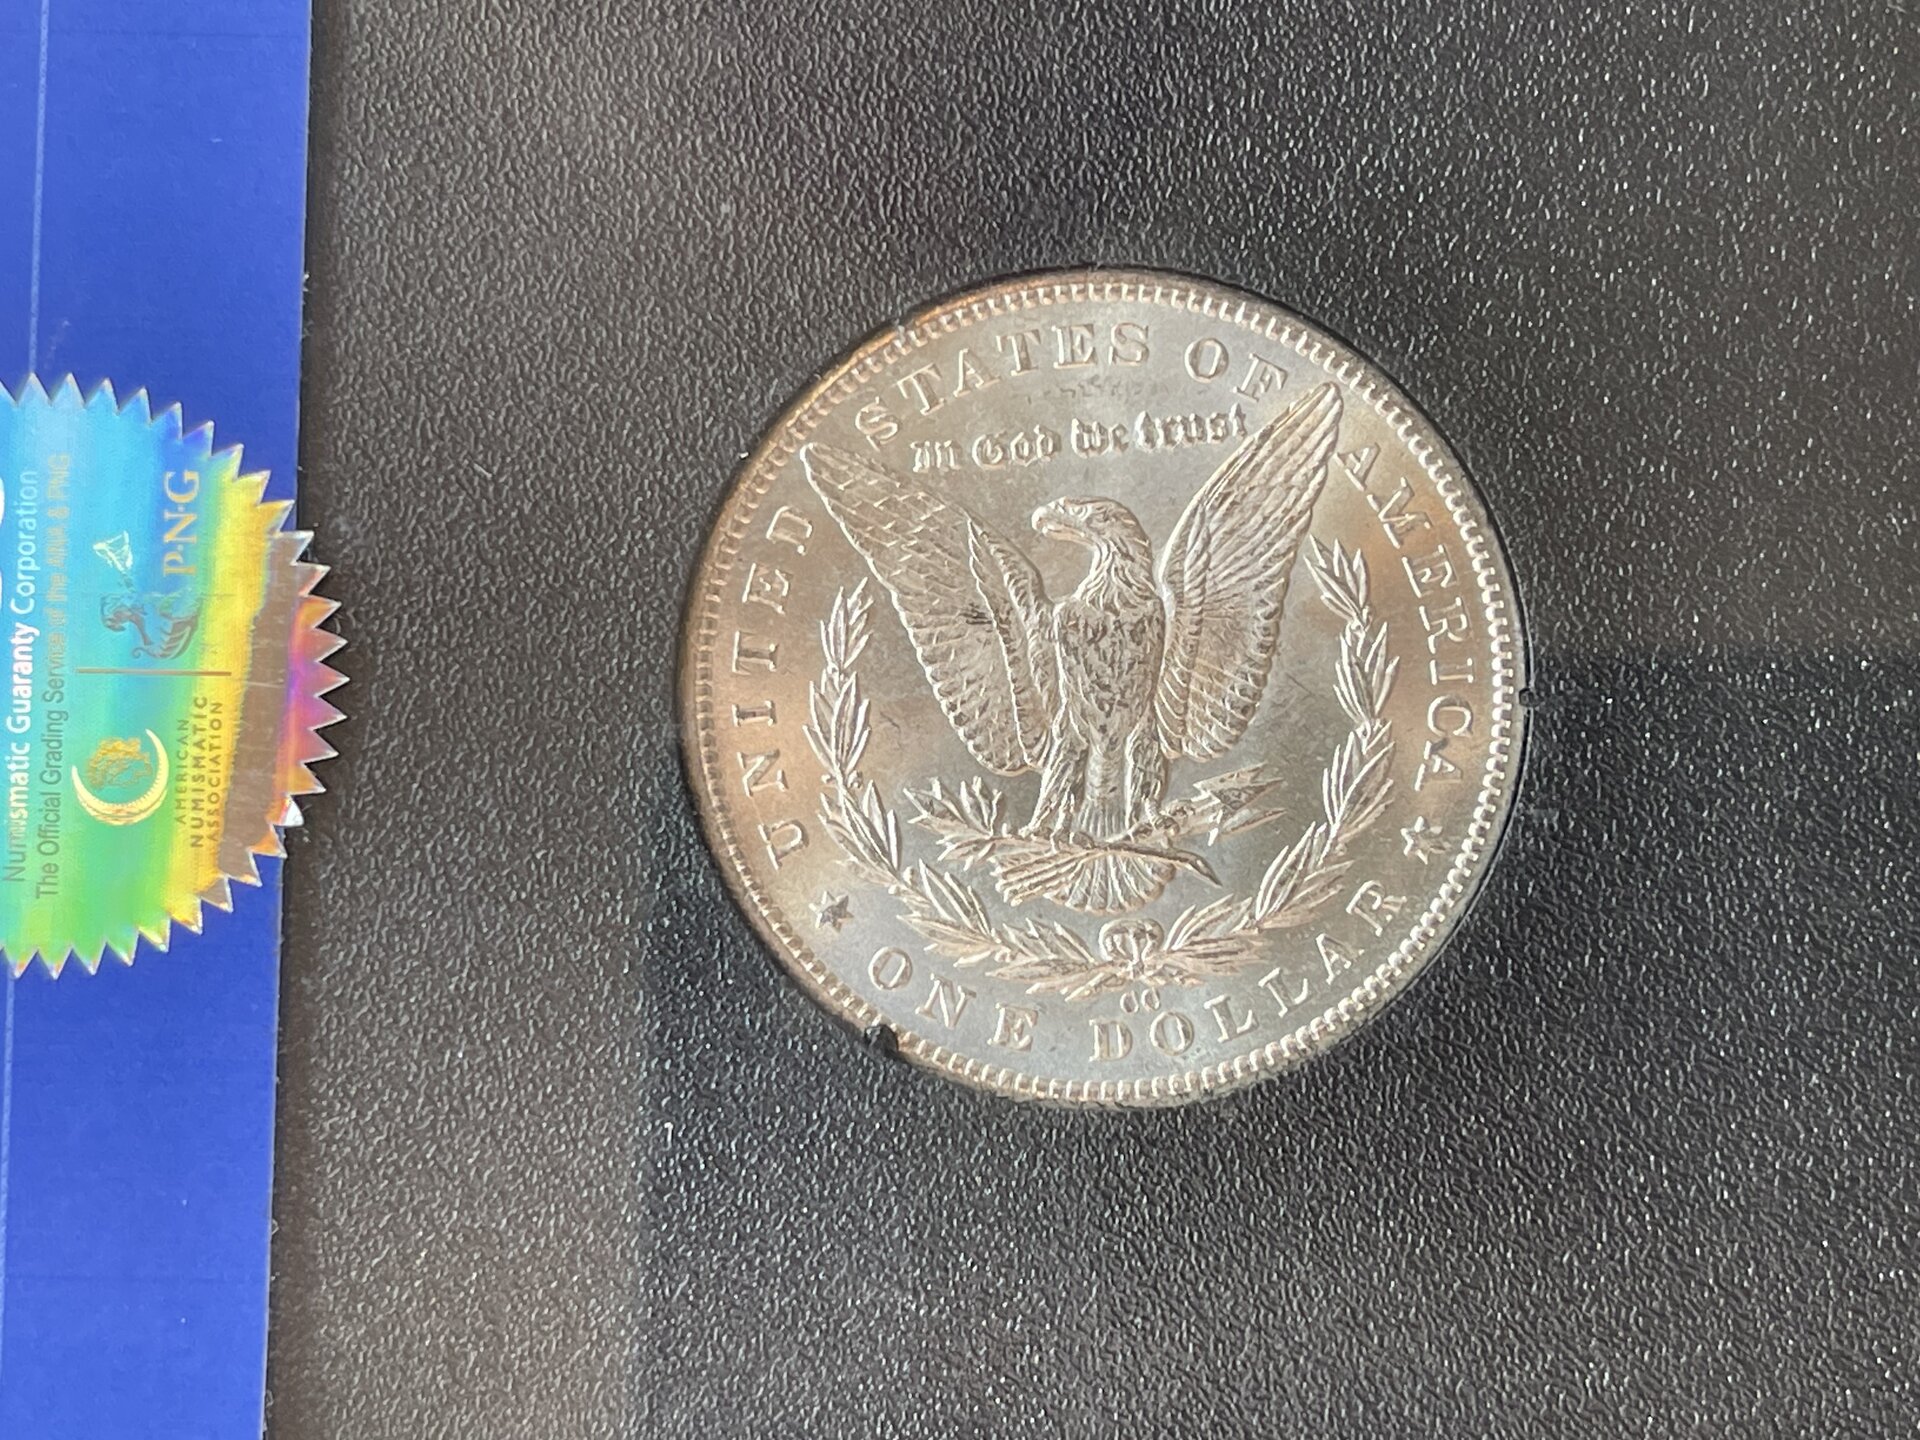 Numismatic Guaranty Corporation
The Official Grading Service of the ANA & PNG
P·N·G
AMERICAN
NUMISMATIC
ASSOCIATION
UNITED STATES OF AMERICA
In God We trust
CC
ONE DOLLAR